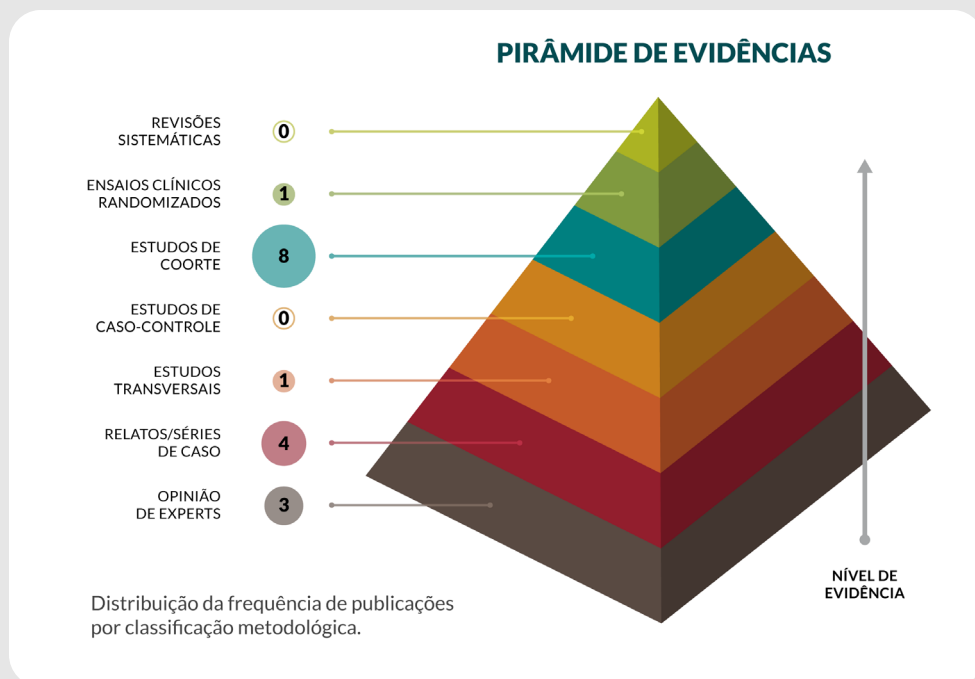 PIRÂMIDE DE EVIDÊNCIAS
REVISÕES
SISTEMÁTICAS
0
ENSAIOS CLÍNICOS
RANDOMIZADOS
1
ESTUDOS DE
COORTE
8
ESTUDOS DE
CASO-CONTROLE
0
ESTUDOS
TRANSVERSAIS
1
RELATOS/SÉRIES
DE CASO
4
OPINIÃO
DE EXPERTS
3
NÍVEL DE
EVIDÊNCIA
Distribuição da frequência de publicações
por classificação metodológica.